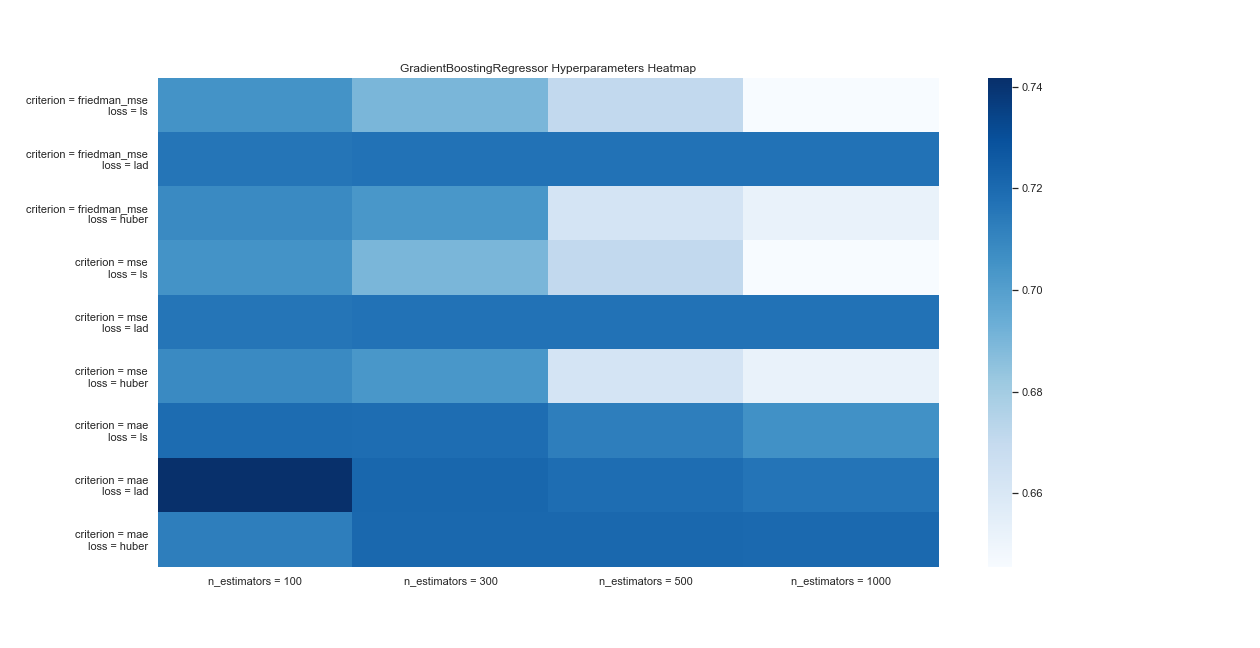 GradientBoostingRegressor Hyperparameters Heatmap
criterion = friedman_mse
loss = ls
criterion = friedman_mse
loss = lad
criterion = friedman_mse
loss = huber
criterion = mse
loss = ls
criterion = mse
loss = lad
criterion = mse
loss = huber
criterion = mae
loss = ls
criterion = mae
loss = lad
criterion = mae
loss = huber
n_estimators = 100
n_estimators = 300
n_estimators = 500
n_estimators = 1000
0.74
0.72
0.70
0.68
0.66